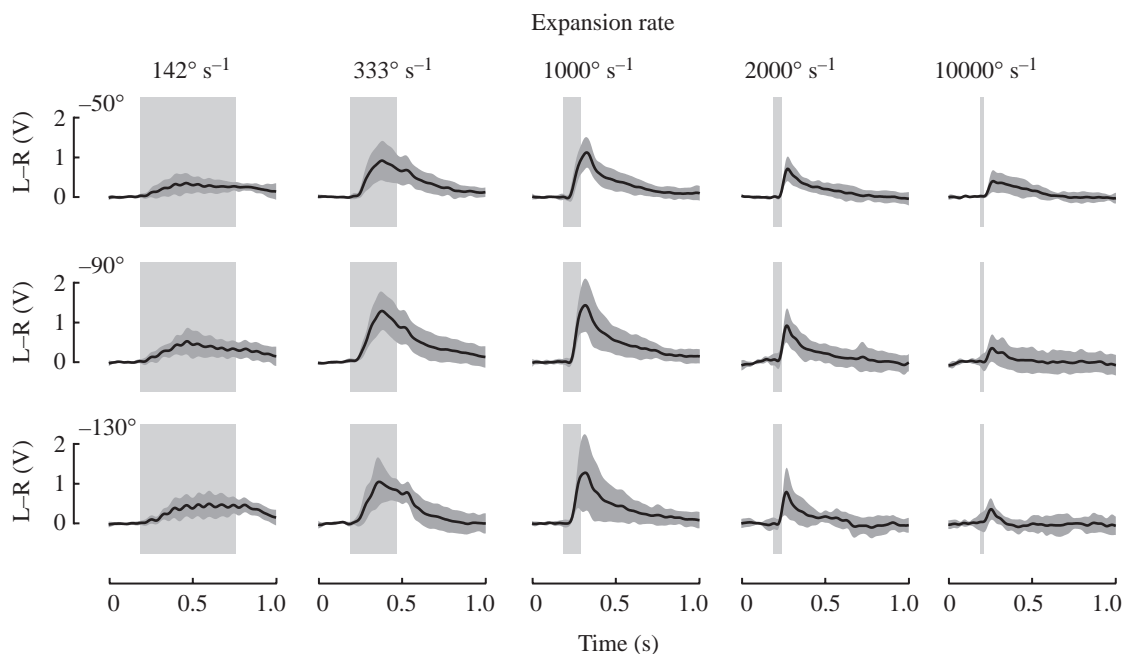 Expansion rate
142° s⁻¹ 333° s⁻¹ 1000° s⁻¹ 2000° s⁻¹ 10000° s⁻¹
–50°
L–R (V)
2
1
0
–90°
L–R (V)
2
1
0
–130°
L–R (V)
2
1
0
0 0.5 1.0 0 0.5 1.0 0 0.5 1.0 0 0.5 1.0 0 0.5 1.0
Time (s)